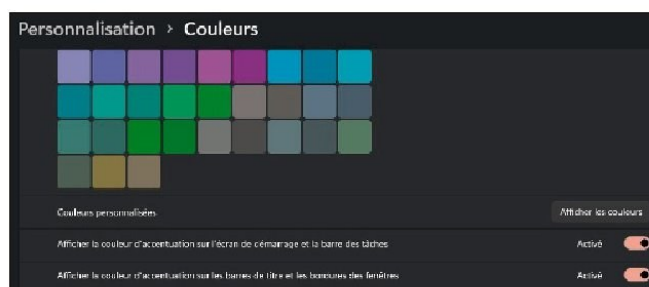 Personnalisation > Couleurs
Couleurs personnalisées
Afficher les couleurs
Afficher la couleur d'accentuation sur l'écran de démarrage et la barre des tâches
Activé
Afficher la couleur d'accentuation sur les barres de titre et les bordures des fenêtres
Activé